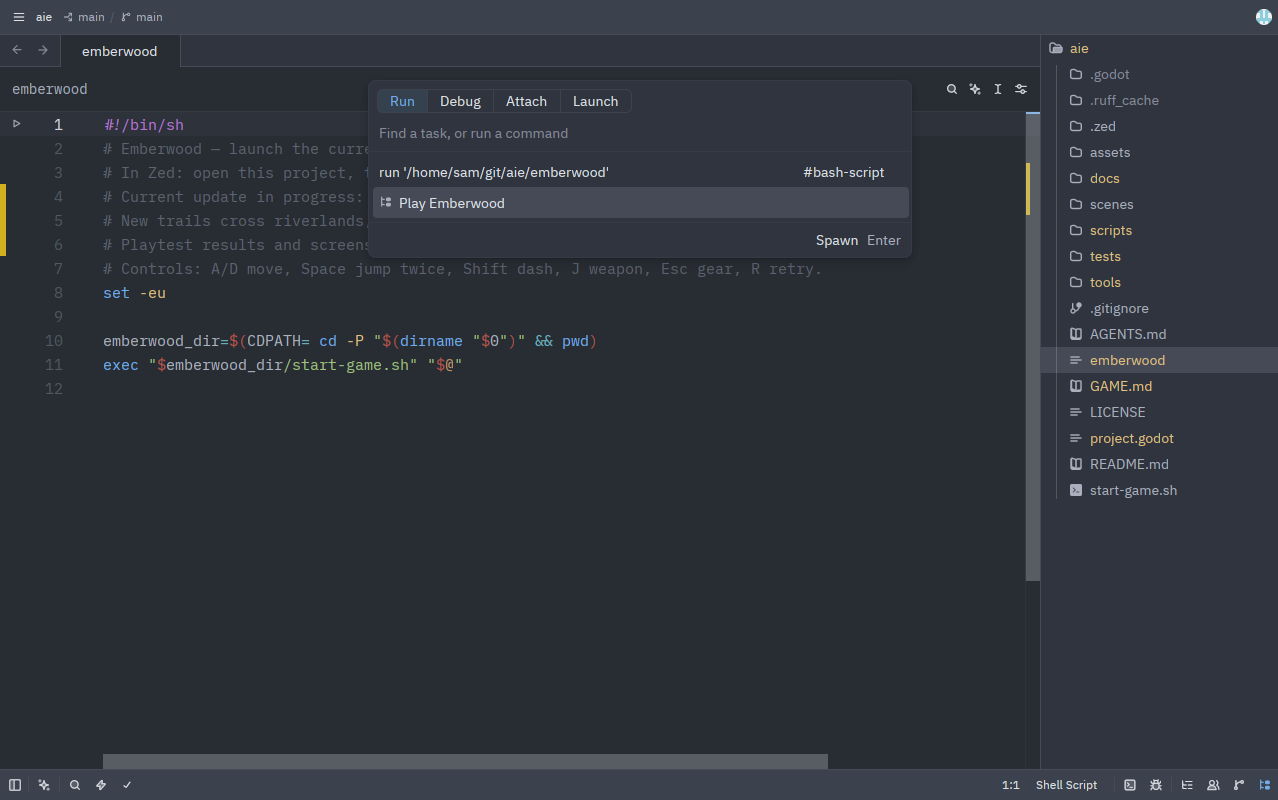 aie main / main
emberwood
emberwood
Run Debug Attach Launch
Find a task, or run a command
run '/home/sam/git/aie/emberwood' #bash-script
Play Emberwood
Spawn Enter
1 #!/bin/sh
2 # Emberwood — launch the curre
3 # In Zed: open this project,
4 # Current update in progress:
5 # New trails cross riverlands,
6 # Playtest results and screens
7 # Controls: A/D move, Space jump twice, Shift dash, J weapon, Esc gear, R retry.
8 set -eu
9
10 emberwood_dir=$(CDPATH= cd -P "$(dirname "$0")" && pwd)
11 exec "$emberwood_dir/start-game.sh" "$@"
12
aie
.godot
.ruff_cache
.zed
assets
docs
scenes
scripts
tests
tools
.gitignore
AGENTS.md
emberwood
GAME.md
LICENSE
project.godot
README.md
start-game.sh
1:1 Shell Script